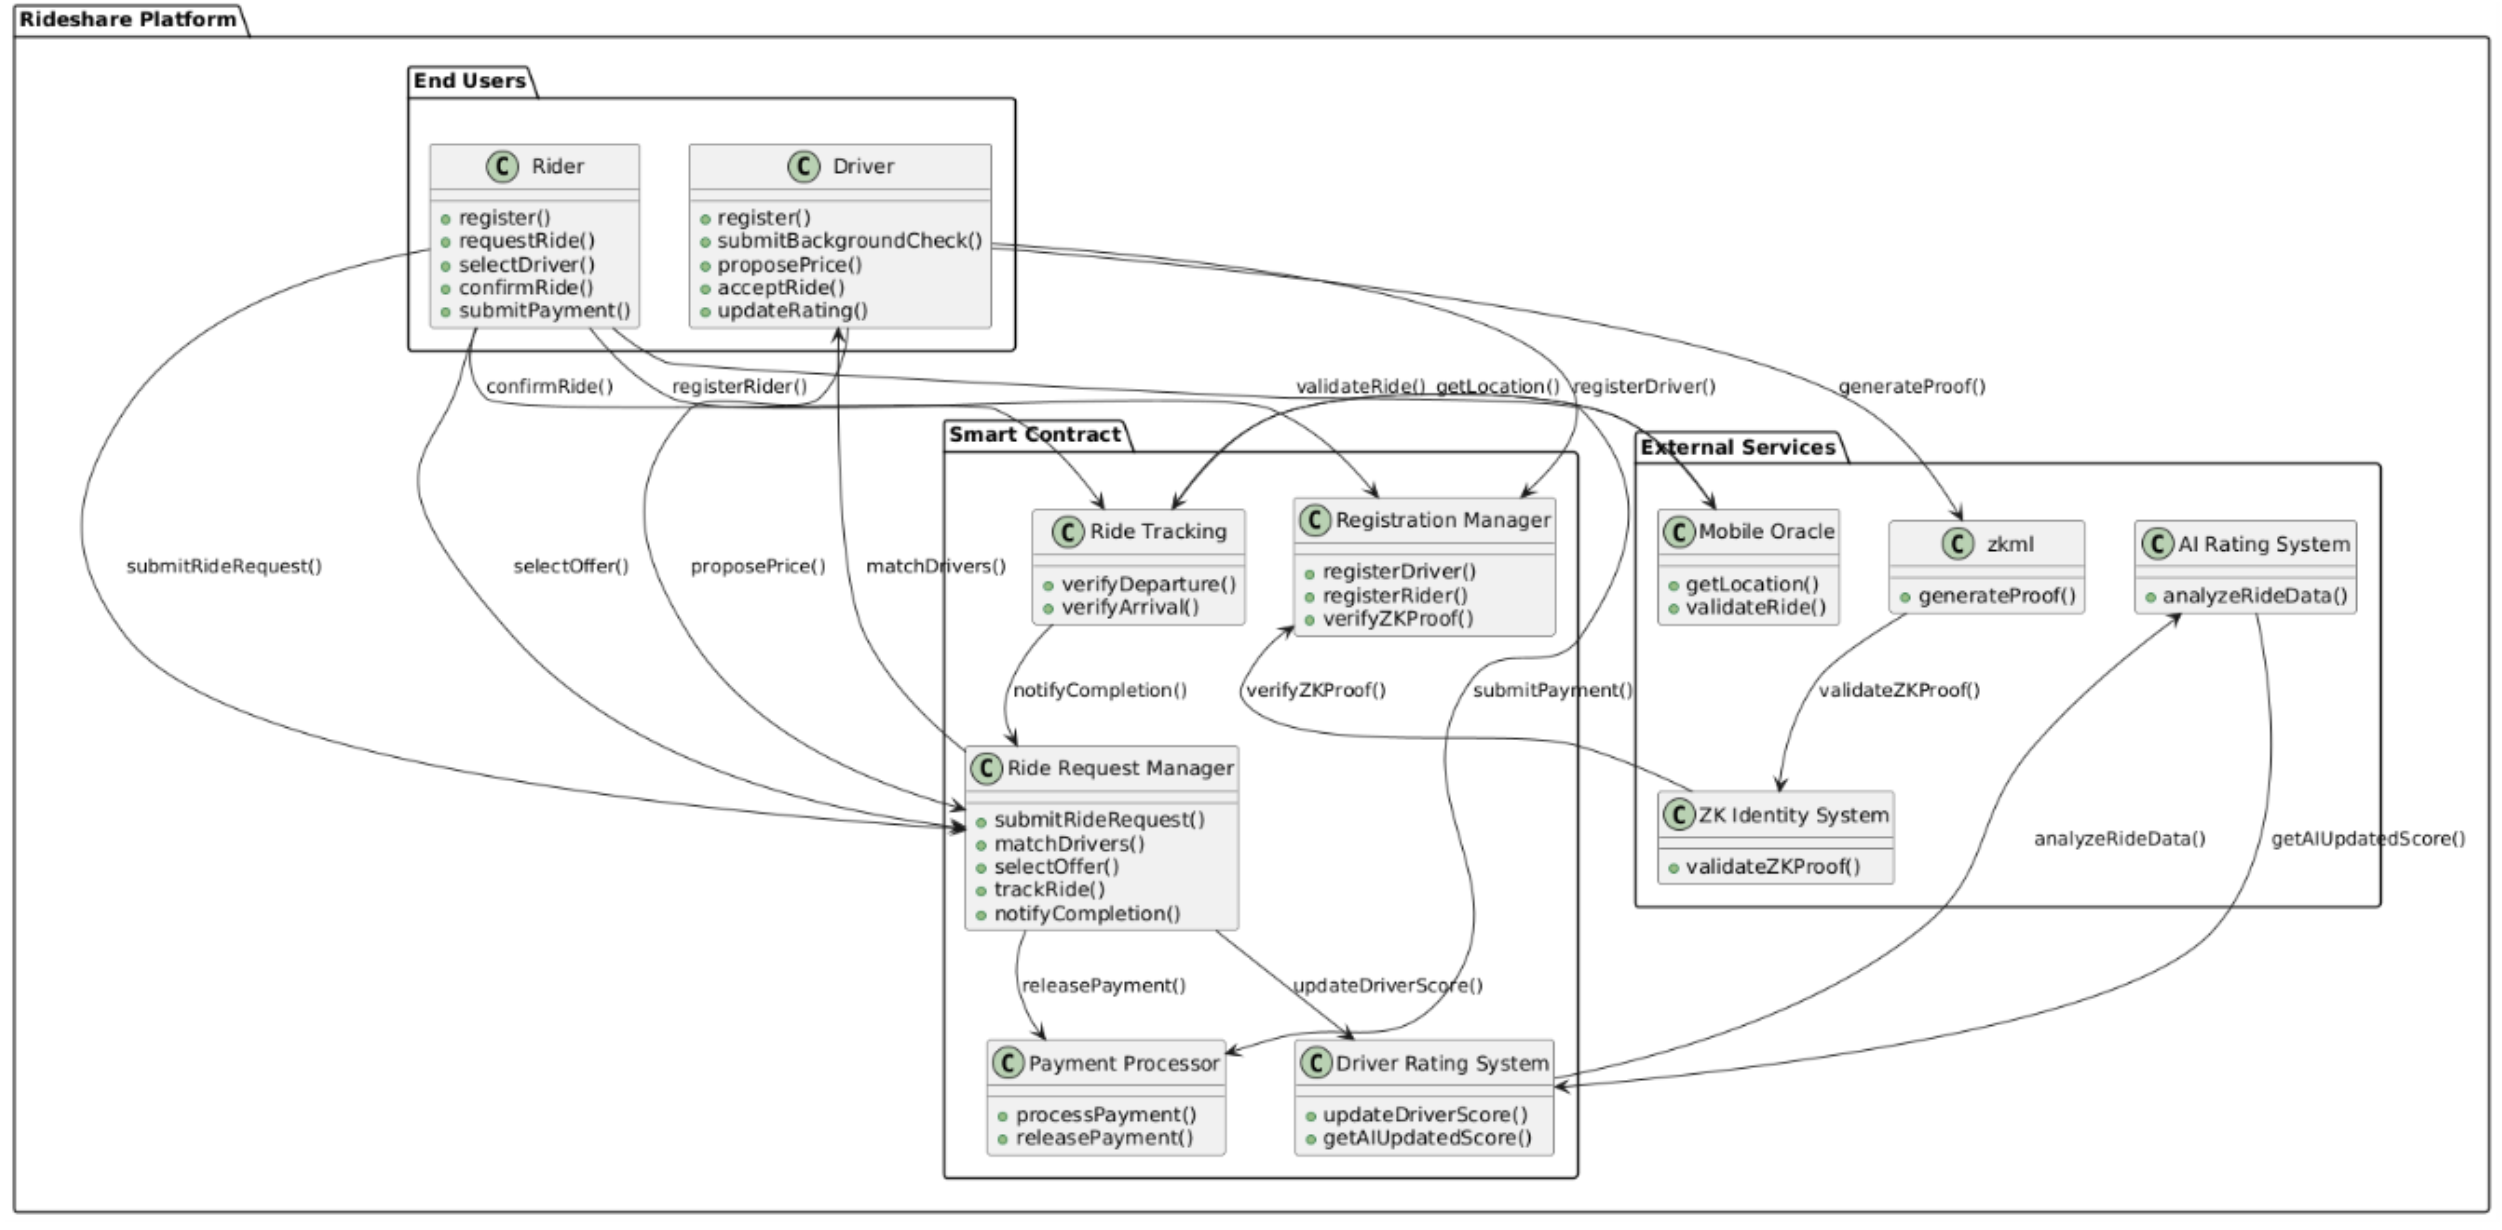 Rideshare Platform
End Users
C Rider
register()
requestRide()
selectDriver()
confirmRide()
submitPayment()
C Driver
register()
submitBackgroundCheck()
proposePrice()
acceptRide()
updateRating()
confirmRide()
registerRider()
validateRide()
getLocation()
registerDriver()
generateProof()
Smart Contract
External Services
C Ride Tracking
verifyDeparture()
verifyArrival()
C Registration Manager
registerDriver()
registerRider()
verifyZKProof()
C Mobile Oracle
getLocation()
validateRide()
C zkml
generateProof()
C AI Rating System
analyzeRideData()
submitRideRequest()
selectOffer()
proposePrice()
matchDrivers()
notifyCompletion()
verifyZKProof()
submitPayment()
validateZKProof()
C Ride Request Manager
submitRideRequest()
matchDrivers()
selectOffer()
trackRide()
notifyCompletion()
C ZK Identity System
validateZKProof()
analyzeRideData()
getAIUpdatedScore()
releasePayment()
updateDriverScore()
C Payment Processor
processPayment()
releasePayment()
C Driver Rating System
updateDriverScore()
getAIUpdatedScore()